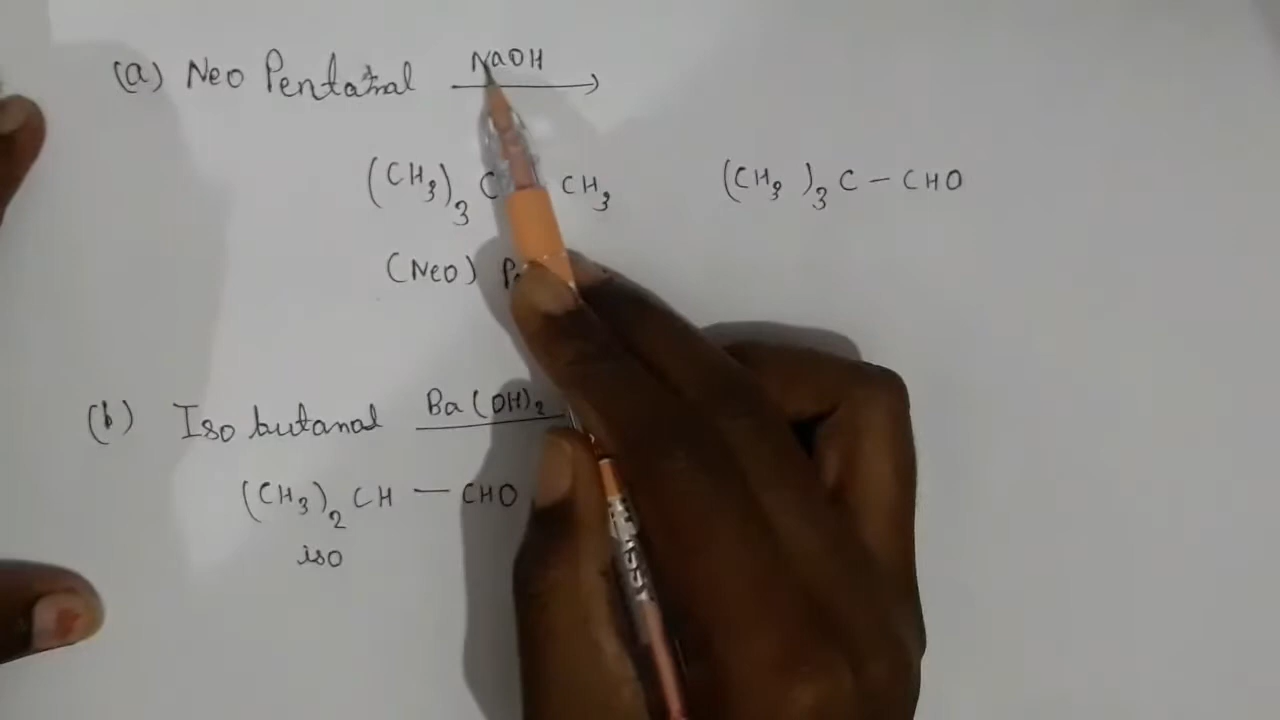 (a) Neo Pentanal NaOH
(CH3)3 C CH3 (CH3)3 C - CHO
(Neo)
(b) Iso butanal Ba(OH)2
(CH3)2 CH - CHO
iso